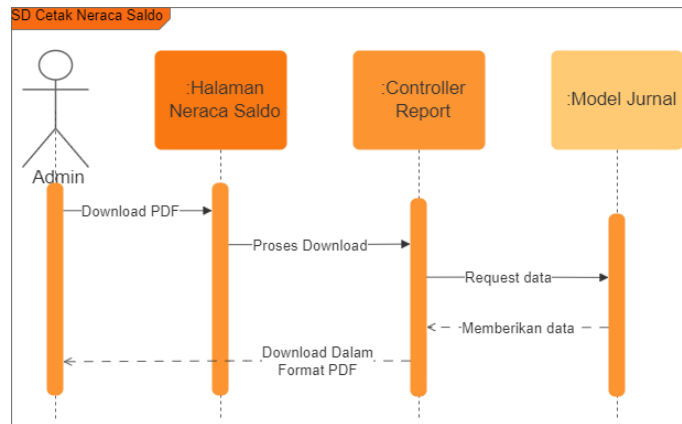 SD Cetak Neraca Saldo
:Halaman
Neraca Saldo
:Controller
Report
:Model Jurnal
Admin
Download PDF
Proses Download
Request data
Memberikan data
Download Dalam
Format PDF